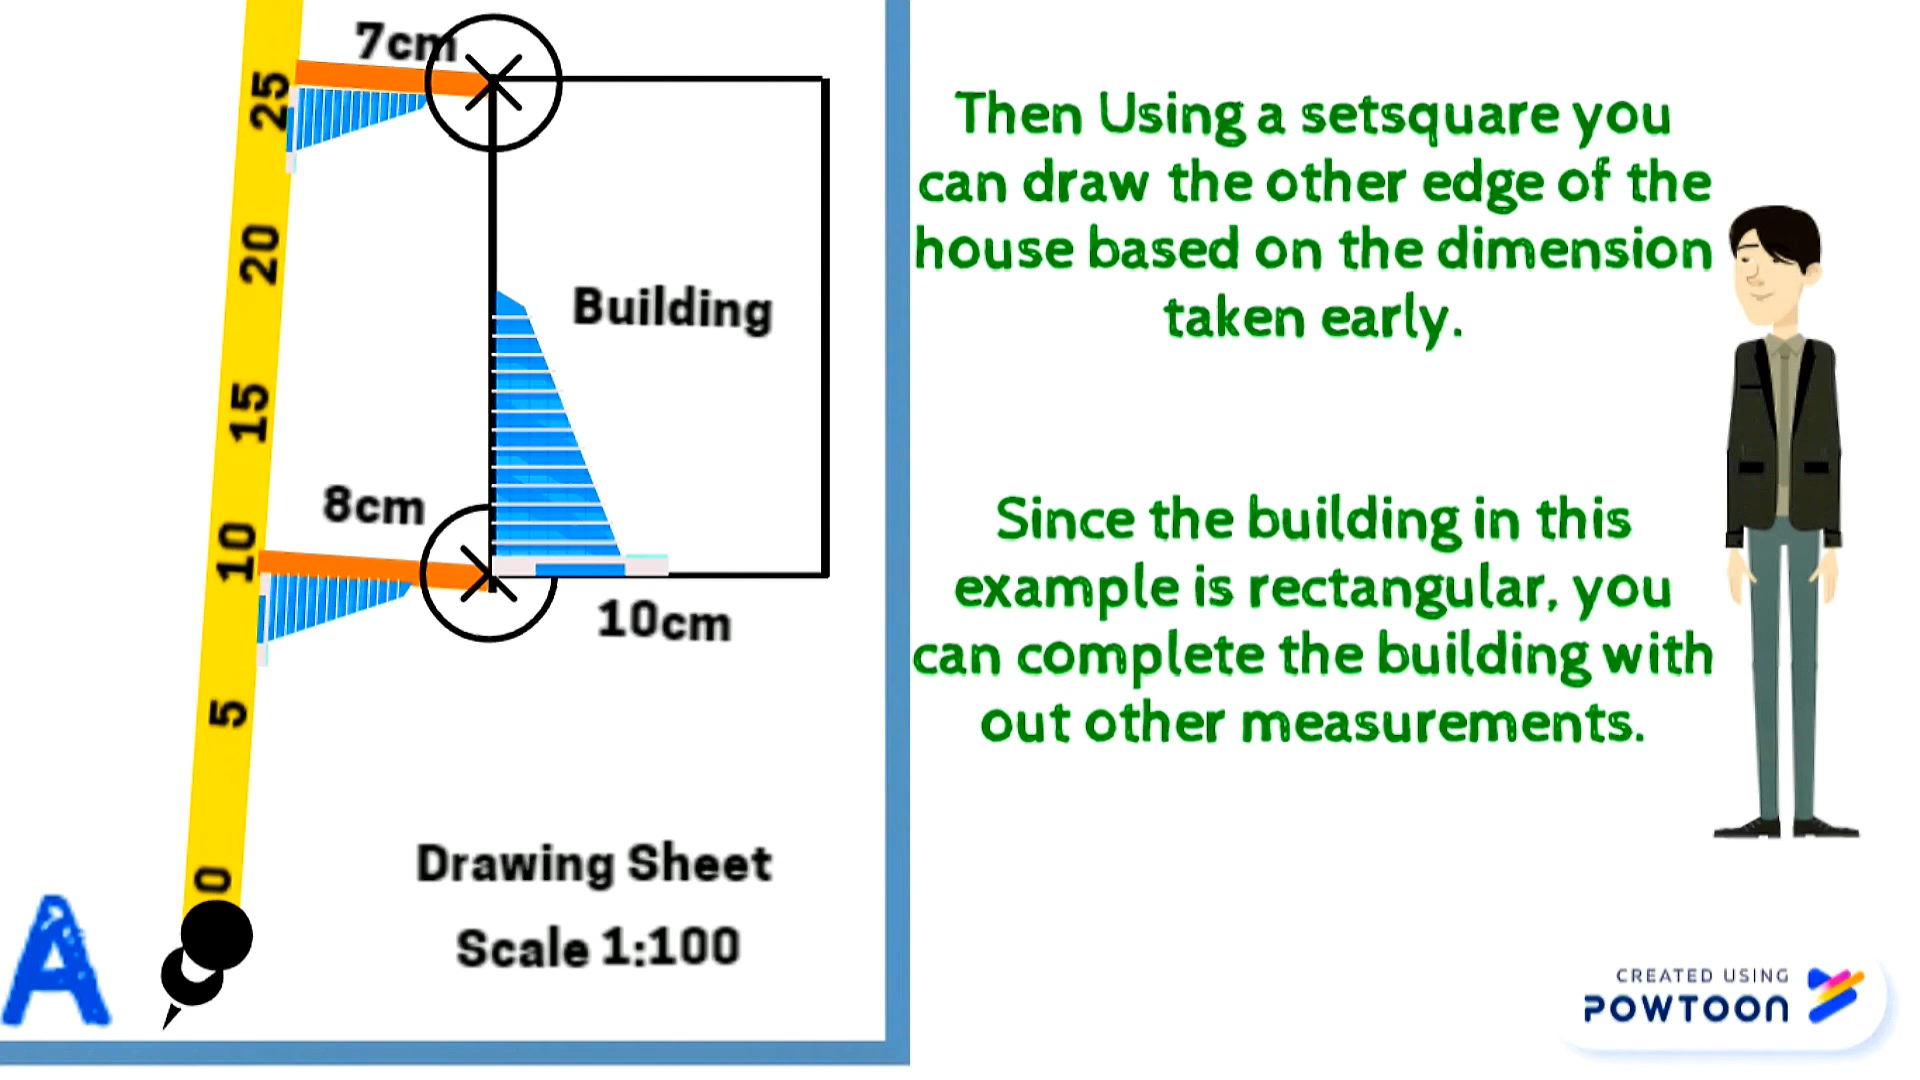 7cm
25
20
Building
15
8cm
10
10cm
5
0
A
Drawing Sheet
Scale 1:100
Then Using a setsquare you
can draw the other edge of the
house based on the dimension
taken early.
Since the building in this
example is rectangular, you
can complete the building with
out other measurements.
CREATED USING
POWTOON